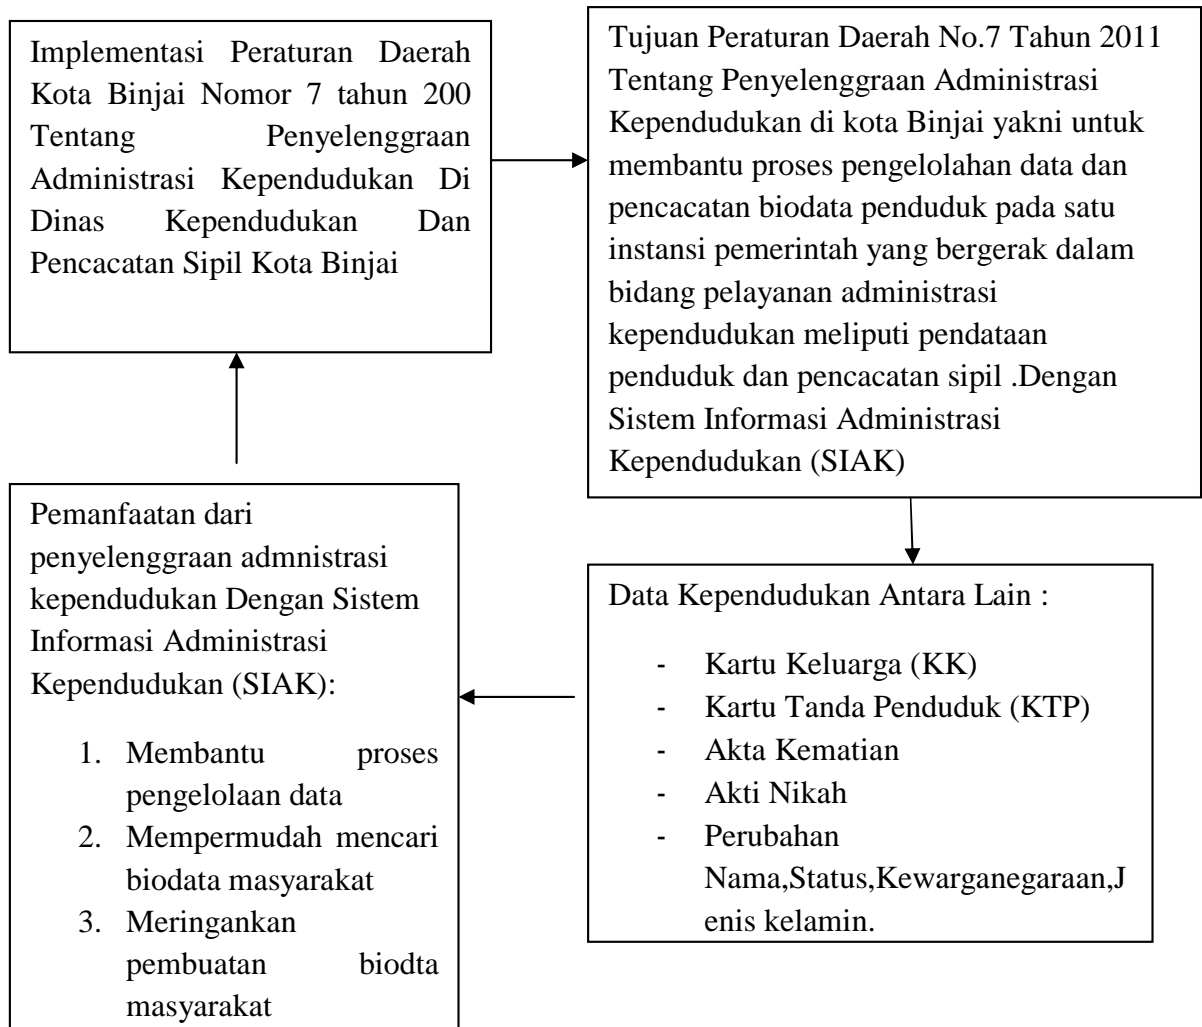 Implementasi Peraturan Daerah
Kota Binjai Nomor 7 tahun 200
Tentang Penyelenggraan
Administrasi Kependudukan Di
Dinas Kependudukan Dan
Pencacatan Sipil Kota Binjai
Tujuan Peraturan Daerah No.7 Tahun 2011
Tentang Penyelenggraan Administrasi
Kependudukan di kota Binjai yakni untuk
membantu proses pengelolahan data dan
pencacatan biodata penduduk pada satu
instansi pemerintah yang bergerak dalam
bidang pelayanan administrasi
kependudukan meliputi pendataan
penduduk dan pencacatan sipil .Dengan
Sistem Informasi Administrasi
Kependudukan (SIAK)
Data Kependudukan Antara Lain :
- Kartu Keluarga (KK)
- Kartu Tanda Penduduk (KTP)
- Akta Kematian
- Akti Nikah
- Perubahan
Nama,Status,Kewarganegaraan,J
enis kelamin.
Pemanfaatan dari
penyelenggraan admnistrasi
kependudukan Dengan Sistem
Informasi Administrasi
Kependudukan (SIAK):
1. Membantu proses
pengelolaan data
2. Mempermudah mencari
biodata masyarakat
3. Meringankan
pembuatan biodta
masyarakat